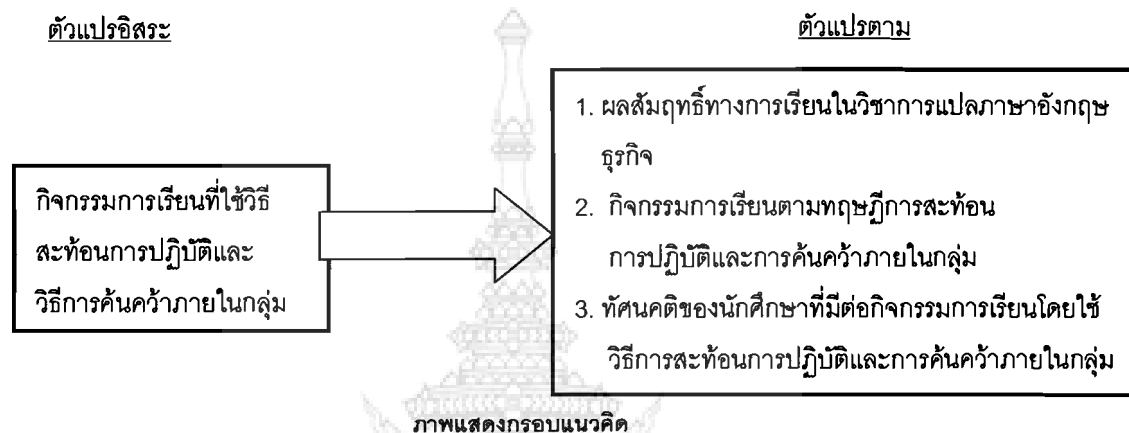 ตัวแปรอิสระ
ตัวแปรตาม
กิจกรรมการเรียนที่ใช้วิธี
สะท้อนการปฏิบัติและ
วิธีการค้นคว้าภายในกลุ่ม
1. ผลสัมฤทธิ์ทางการเรียนในวิชาการแปลภาษาอังกฤษ
ธุรกิจ
2. กิจกรรมการเรียนตามทฤษฎีการสะท้อน
การปฏิบัติและการค้นคว้าภายในกลุ่ม
3. ทัศนคติของนักศึกษาที่มีต่อกิจกรรมการเรียนโดยใช้
วิธีการสะท้อนการปฏิบัติและการค้นคว้าภายในกลุ่ม
ภาพแสดงกรอบแนวคิด